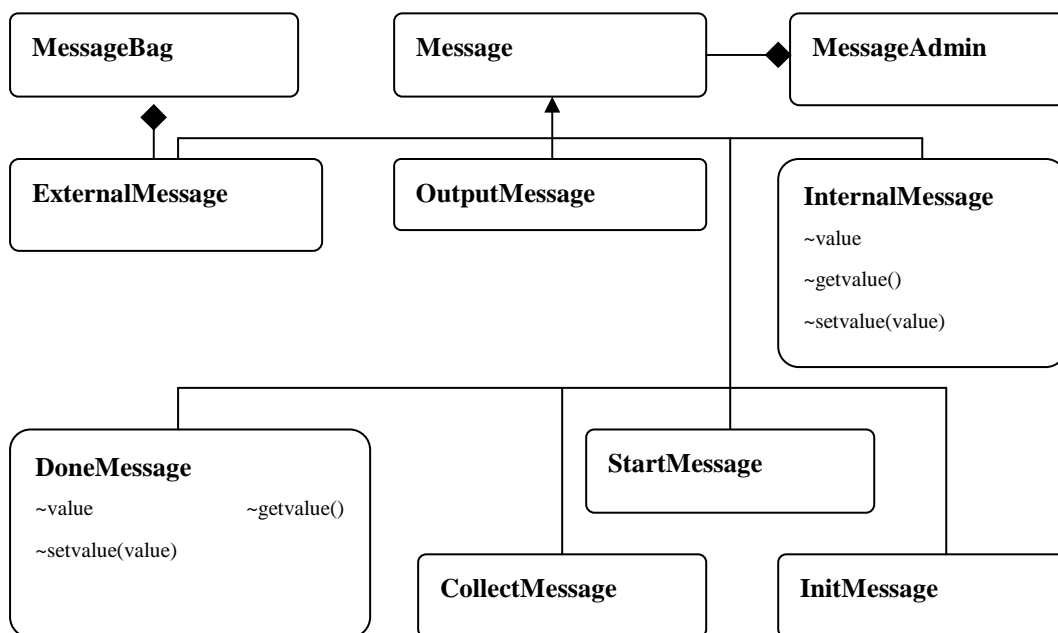 MessageBag
Message
MessageAdmin
ExternalMessage
OutputMessage
InternalMessage
~value
~getvalue()
~setvalue(value)
DoneMessage
~value ~getvalue()
~setvalue(value)
StartMessage
CollectMessage
InitMessage